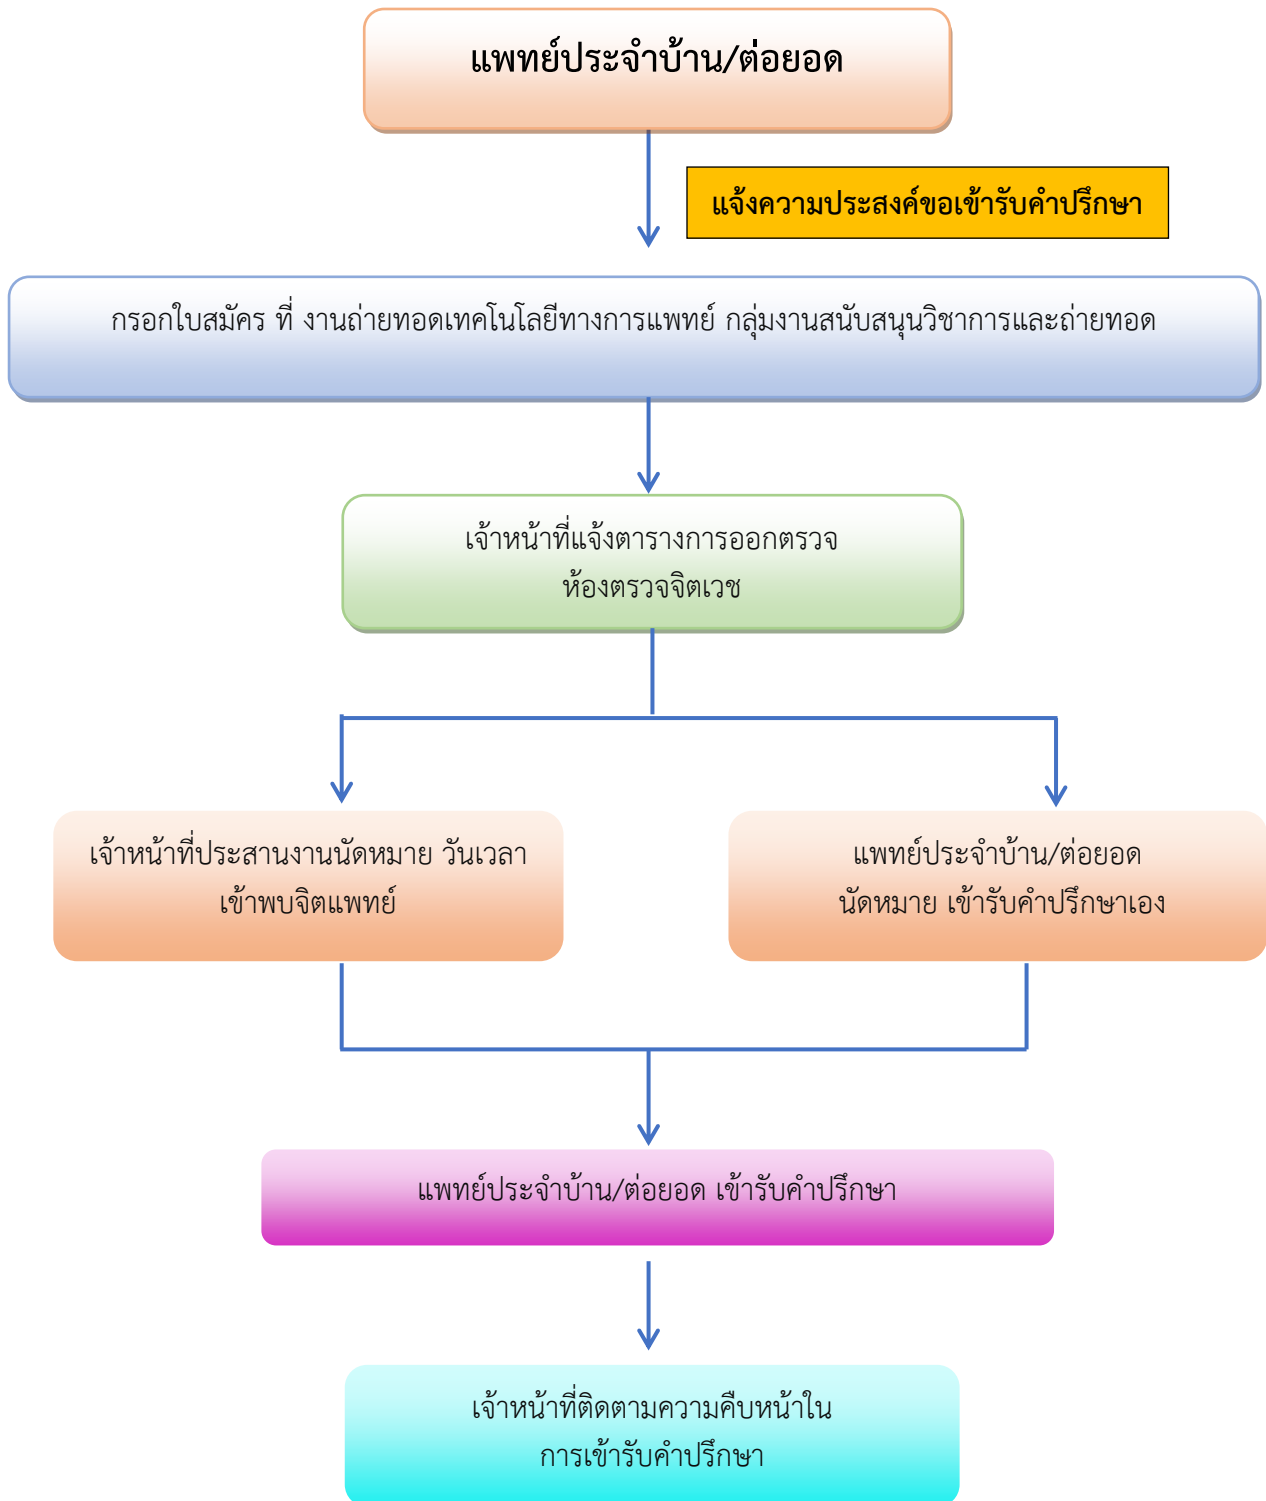 แพทย์ประจำบ้าน/ต่อยอด
แจ้งความประสงค์ขอเข้ารับคำปรึกษา
กรอกใบสมัคร ที่ งานถ่ายทอดเทคโนโลยีทางการแพทย์ กลุ่มงานสนับสนุนวิชาการและถ่ายทอด
เจ้าหน้าที่แจ้งตารางการออกตรวจ
ห้องตรวจจิตเวช
เจ้าหน้าที่ประสานงานนัดหมาย วันเวลา
เข้าพบจิตแพทย์
แพทย์ประจำบ้าน/ต่อยอด
นัดหมาย เข้ารับคำปรึกษาเอง
แพทย์ประจำบ้าน/ต่อยอด เข้ารับคำปรึกษา
เจ้าหน้าที่ติดตามความคืบหน้าใน
การเข้ารับคำปรึกษา